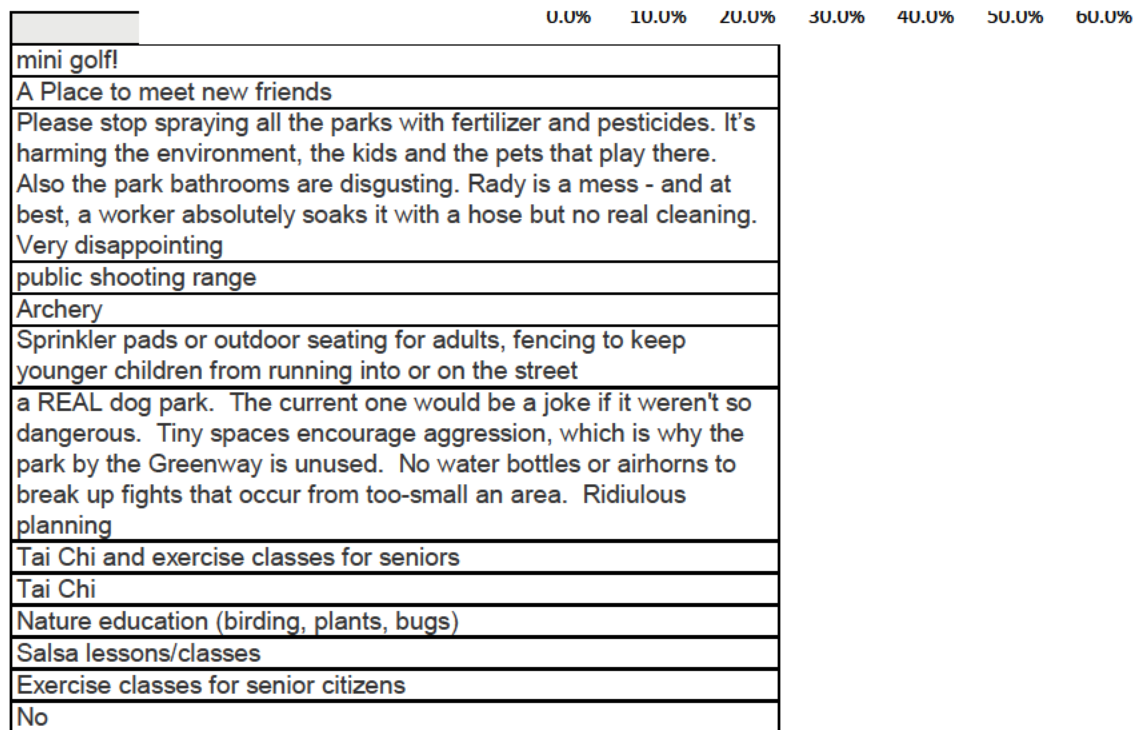 0.0% 10.0% 20.0% 30.0% 40.0% 50.0% 60.0%
mini golf!
A Place to meet new friends
Please stop spraying all the parks with fertilizer and pesticides. It’s
harming the environment, the kids and the pets that play there.
Also the park bathrooms are disgusting. Rady is a mess - and at
best, a worker absolutely soaks it with a hose but no real cleaning.
Very disappointing
public shooting range
Archery
Sprinkler pads or outdoor seating for adults, fencing to keep
younger children from running into or on the street
a REAL dog park.  The current one would be a joke if it weren't so
dangerous.  Tiny spaces encourage aggression, which is why the
park by the Greenway is unused.  No water bottles or airhorns to
break up fights that occur from too-small an area.  Ridiulous
planning
Tai Chi and exercise classes for seniors
Tai Chi
Nature education (birding, plants, bugs)
Salsa lessons/classes
Exercise classes for senior citizens
No